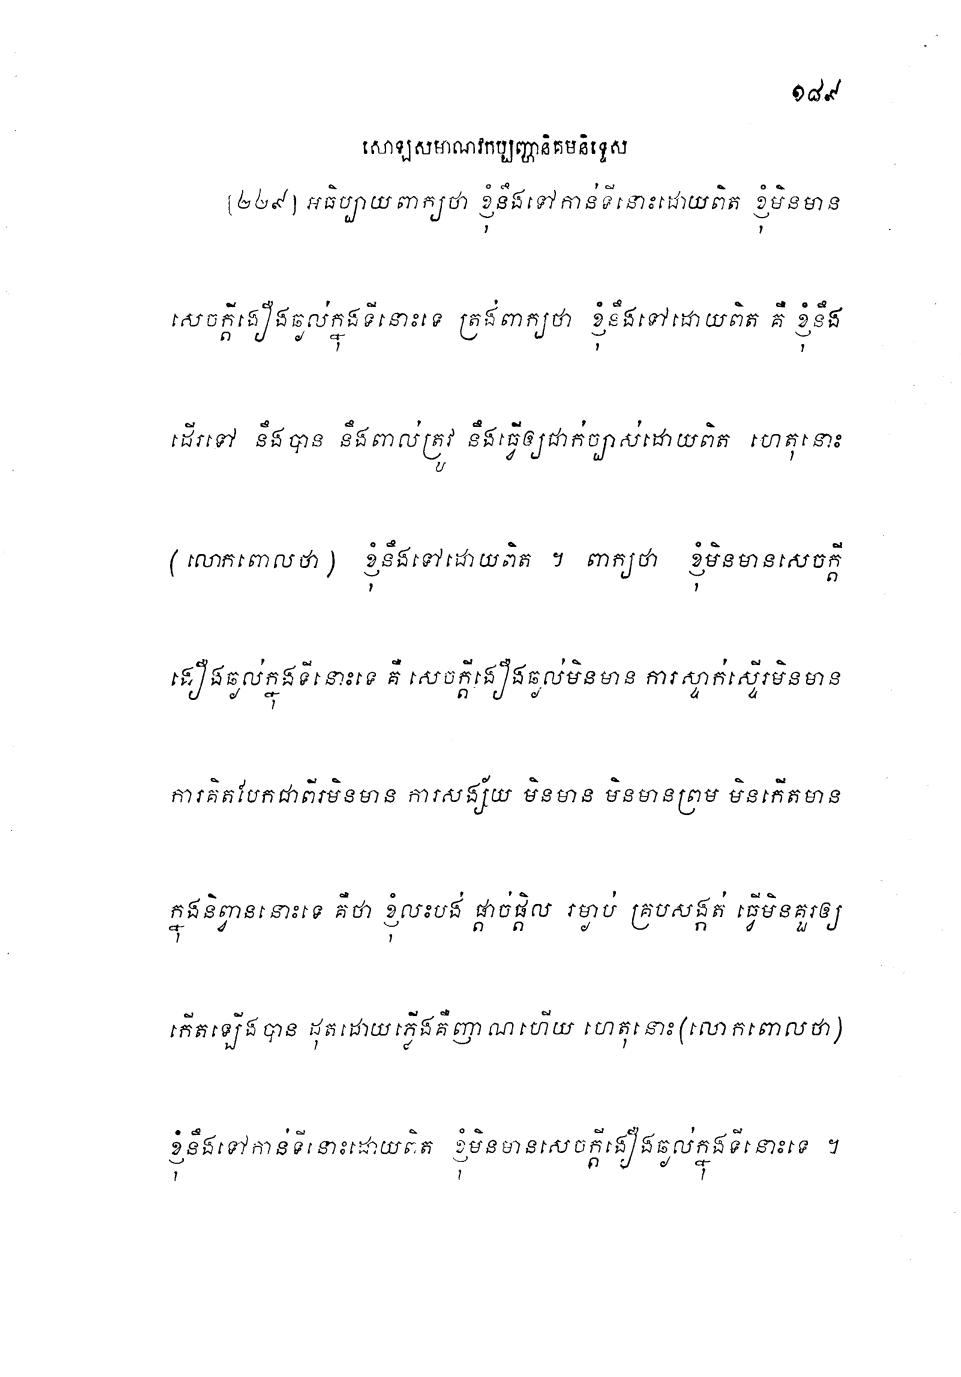 ១៨៩
សោឡសមាណវកប្បញ្ហានិគមនិទ្ទេស
[២២៩] អធិប្បាយពាក្យថា ខ្ញុំនឹងទៅកាន់ទីនោះដោយពិត ខ្ញុំមិនមាន
សេចក្តីងឿងឆ្ងល់ក្នុងទីនោះទេ ត្រង់ពាក្យថា ខ្ញុំនឹងទៅដោយពិត គឺ ខ្ញុំនឹង
ដើរទៅ នឹងបាន នឹងពាល់ត្រូវ នឹងធ្វើឲ្យជាក់ច្បាស់ដោយពិត ហេតុនោះ
(លោកពោលថា) ខ្ញុំនឹងទៅដោយពិត ។ ពាក្យថា ខ្ញុំមិនមានសេចក្តី
ងឿងឆ្ងល់ក្នុងទីនោះទេ គឺ សេចក្តីងឿងឆ្ងល់មិនមាន ការស្ទាក់ស្ទើរមិនមាន
ការគិតបែកជាពីរមិនមាន ការសង្ស័យ មិនមាន មិនមានព្រម មិនកើតមាន
ក្នុងនិព្វាននោះទេ គឺថា ខ្ញុំលះបង់ ផ្តាច់ផ្តិល រម្ងាប់ គ្របសង្កត់ ធ្វើមិនគួរឲ្យ
កើតឡើងបាន ដុតដោយភ្លើងគឺញាណហើយ ហេតុនោះ(លោកពោលថា)
ខ្ញុំនឹងទៅកាន់ទីនោះដោយពិត ខ្ញុំមិនមានសេចក្តីងឿងឆ្ងល់ក្នុងទីនោះទេ ។